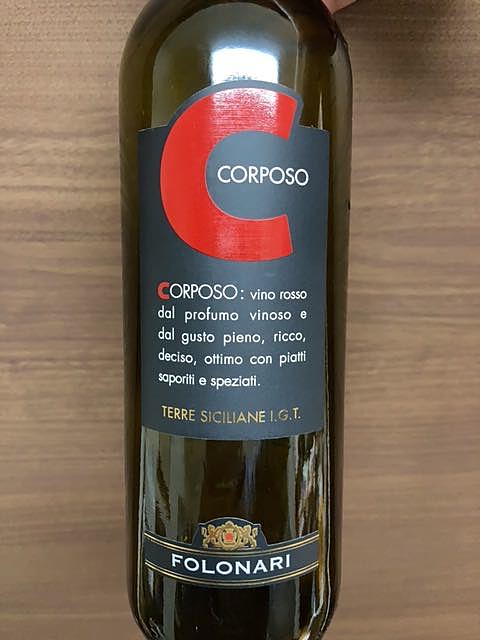 C
CORPOSO
CORPOSO: vino rosso
dal profumo vinoso e
dal gusto pieno, ricco,
deciso, ottimo con piatti
saporiti e speziati.
TERRE SICILIANE I.G.T.
FOLONARI